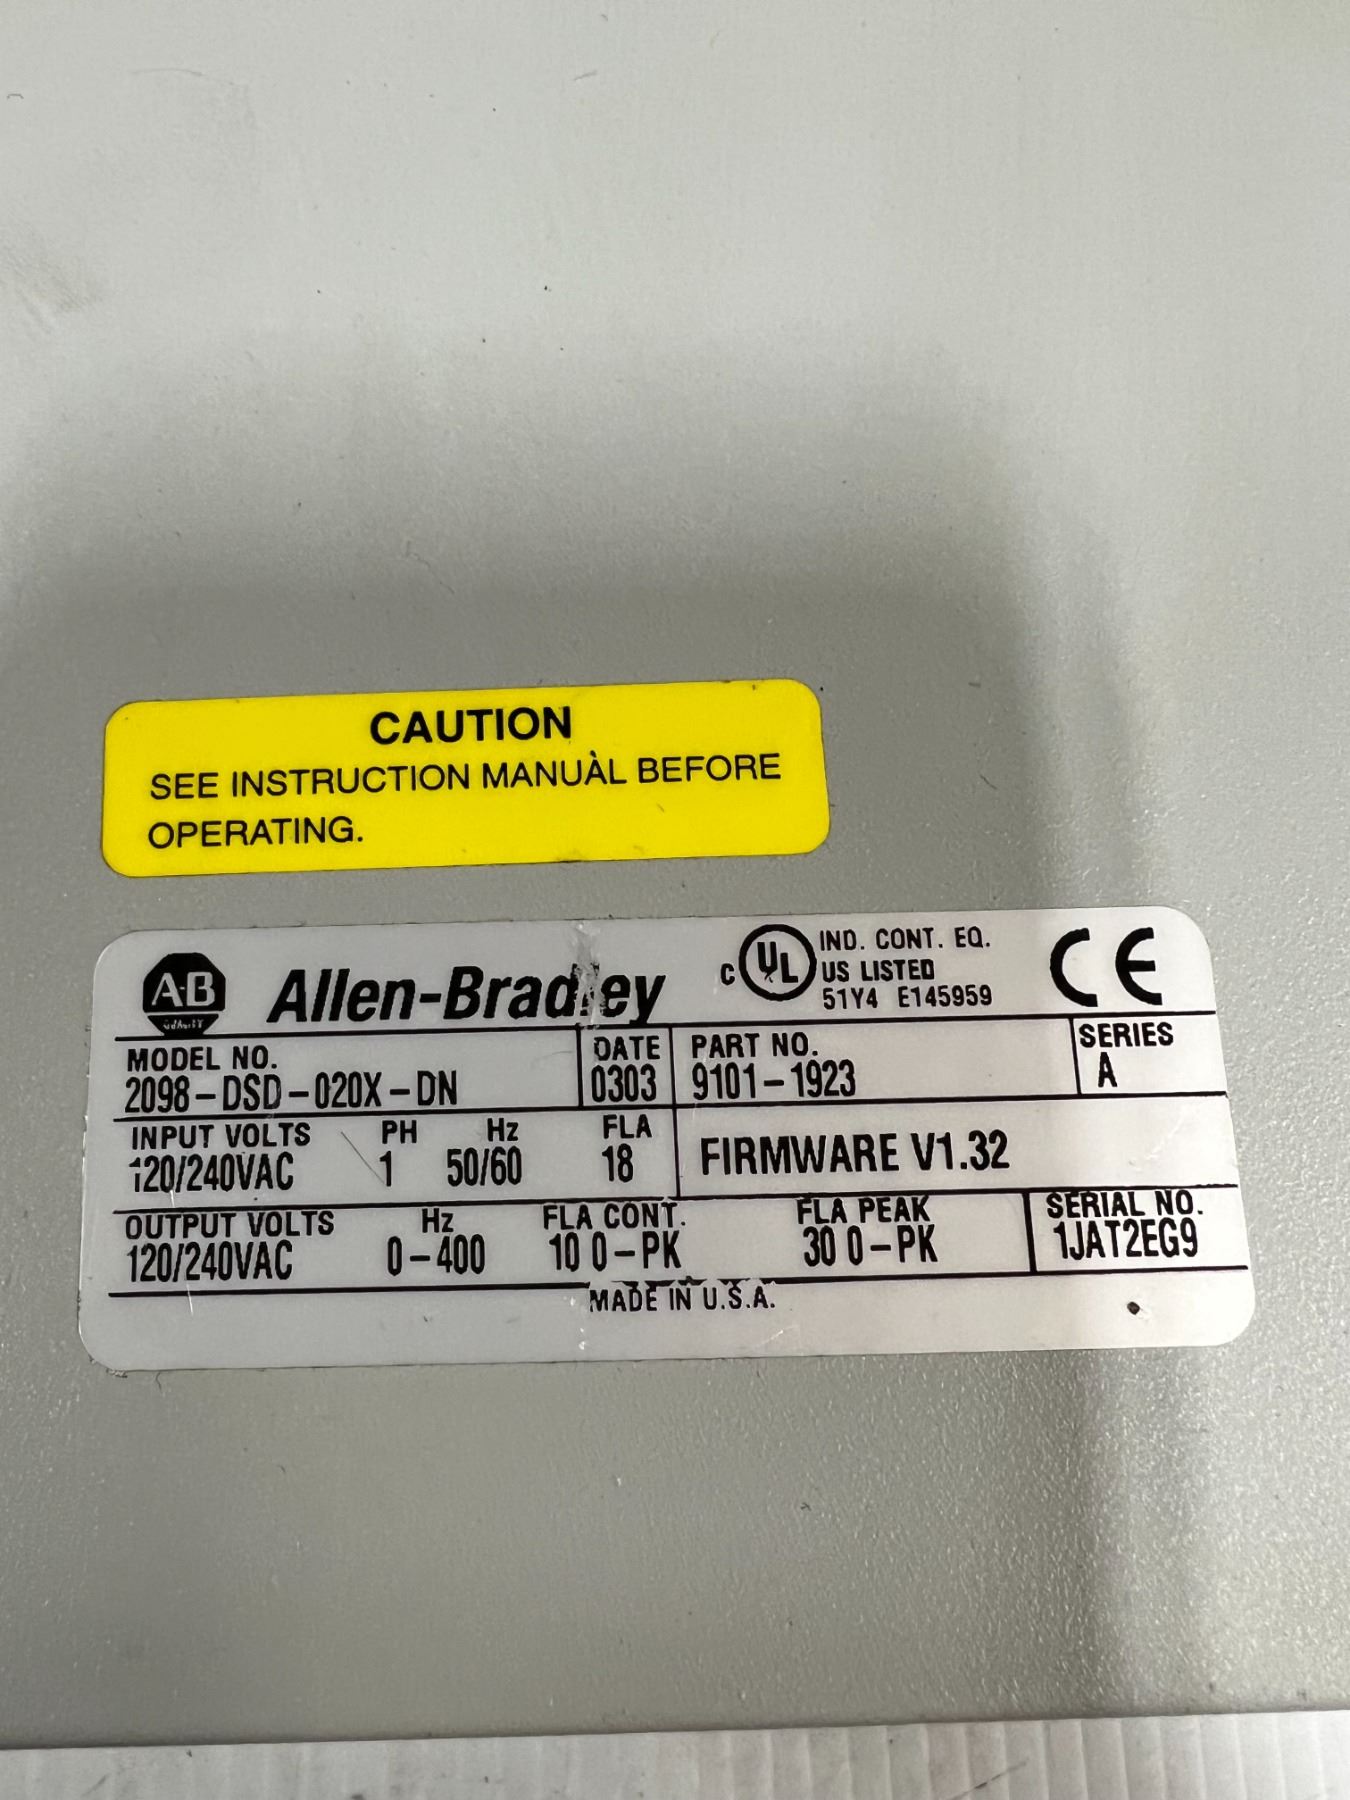 CAUTION
SEE INSTRUCTION MANUAL BEFORE
OPERATING.
A·B Allen-Bradley
C UL IND. CONT. EQ.
US LISTED
51Y4 E145959
CE
MODEL NO. DATE PART NO. SERIES
2098-DSD-020X-DN 0303 9101-1923 A
INPUT VOLTS PH Hz FLA
120/240VAC 1 50/60 18 FIRMWARE V1.32
OUTPUT VOLTS Hz FLA CONT. FLA PEAK SERIAL NO.
120/240VAC 0-400 10 0-PK 30 0-PK 1JAT2EG9
MADE IN U.S.A.